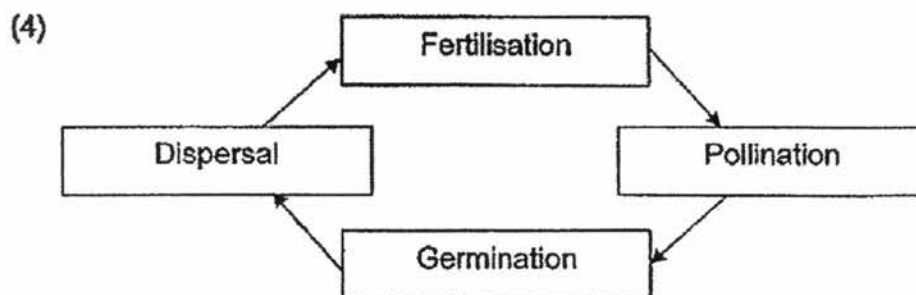 (4)
Fertilisation
Dispersal
Pollination
Germination